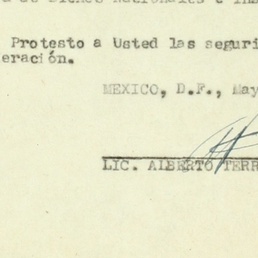 Protesto a Usted las seguri
eración.
MEXICO, D.F., May
LIC. ALBERTO TERR